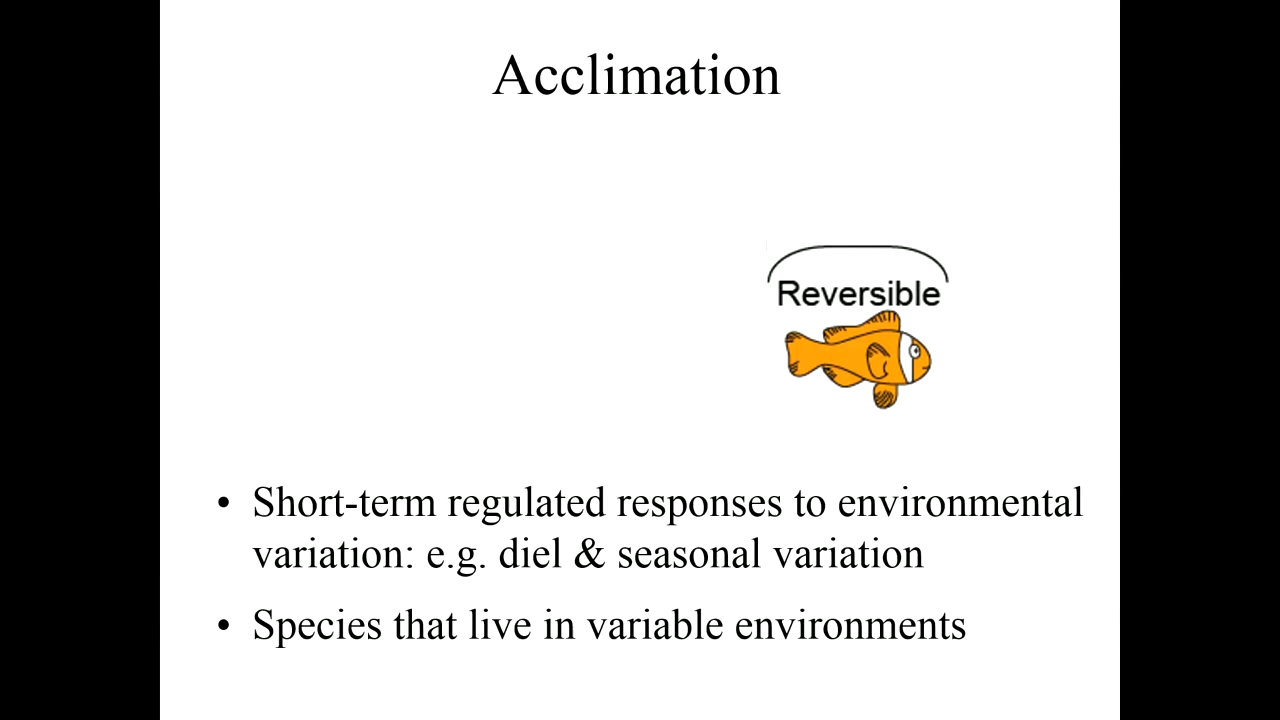 Acclimation
Reversible
• Short-term regulated responses to environmental
variation: e.g. diel & seasonal variation
• Species that live in variable environments